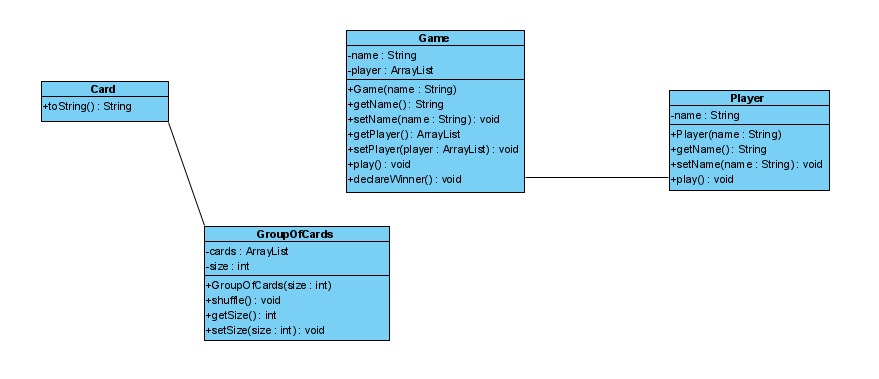 Card
+toString() : String
Game
-name : String
-player : ArrayList
+Game(name : String)
+getName() : String
+setName(name : String) : void
+getPlayer() : ArrayList
+setPlayer(player : ArrayList) : void
+play() : void
+declareWinner() : void
Player
-name : String
+Player(name : String)
+getName() : String
+setName(name : String) : void
+play() : void
GroupOfCards
-cards : ArrayList
-size : int
+GroupOfCards(size : int)
+shuffle() : void
+getSize() : int
+setSize(size : int) : void